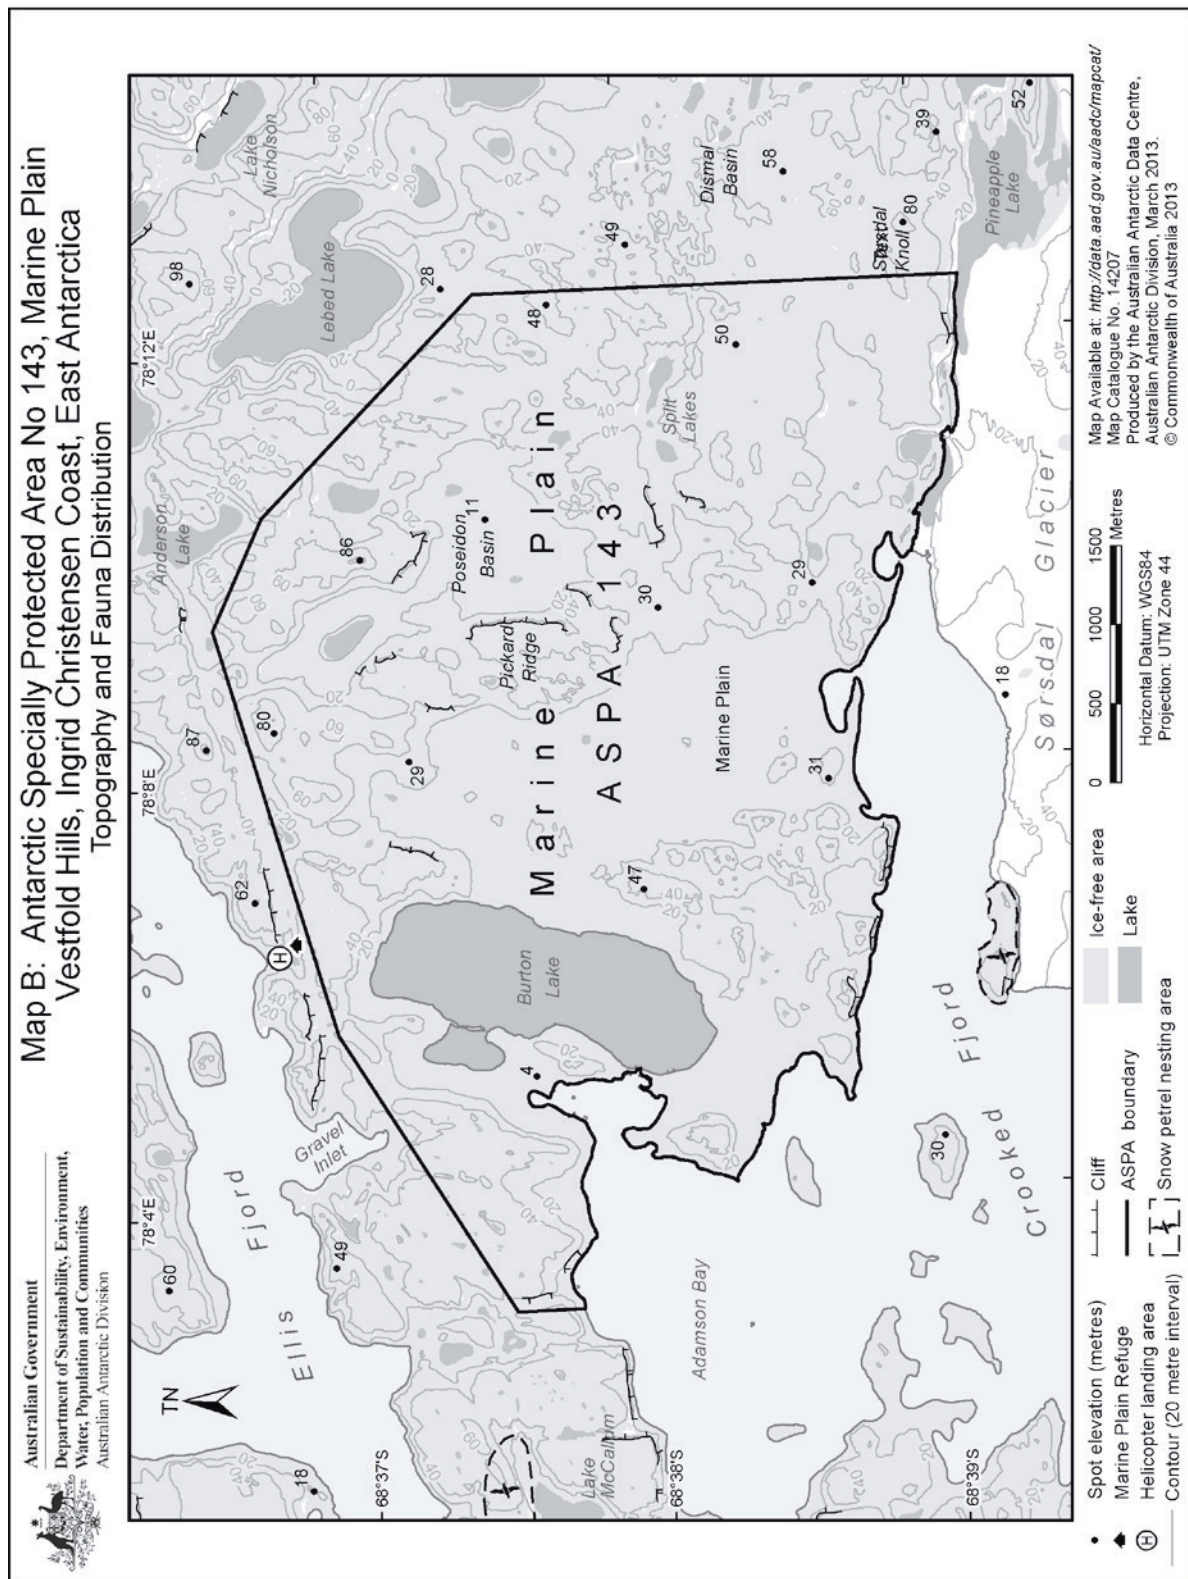 Australian Government
Department of Sustainability, Environment,
Water, Population and Communities
Australian Antarctic Division
Map B: Antarctic Specially Protected Area No 143, Marine Plain
Vestfold Hills, Ingrid Christensen Coast, East Antarctica
Topography and Fauna Distribution
78°4'E
78°8'E
78°12'E
68°37'S
68°38'S
68°39'S
TN
60
87
98
62
80
18
49
86
28
Ellis Fjord
Gravel
Inlet
Anderson
Lake
Lebed Lake
Lake
Nicholson
H
29
Poseidon
Basin
11
Pickard
Ridge
48
49
Burton
Lake
4
Marine Plain
ASPA 143
Split
Lakes
Dismal
Basin
58
50
47
30
Marine Plain
29
31
Lake
McCallum
Adamson Bay
Knoll
80
39
Pineapple
Lake
52
18
30
Crooked Fjord
Sørsdal Glacier
Spot elevation (metres)
Marine Plain Refuge
H Helicopter landing area
Contour (20 metre interval)
Cliff
ASPA boundary
Snow petrel nesting area
Ice-free area
Lake
0 500 1000 1500
Metres
Horizontal Datum: WGS84
Projection: UTM Zone 44
Map Available at: http://data.aad.gov.au/aadc/mapcat/
Map Catalogue No. 14207
Produced by the Australian Antarctic Data Centre,
Australian Antarctic Division, March 2013.
© Commonwealth of Australia 2013